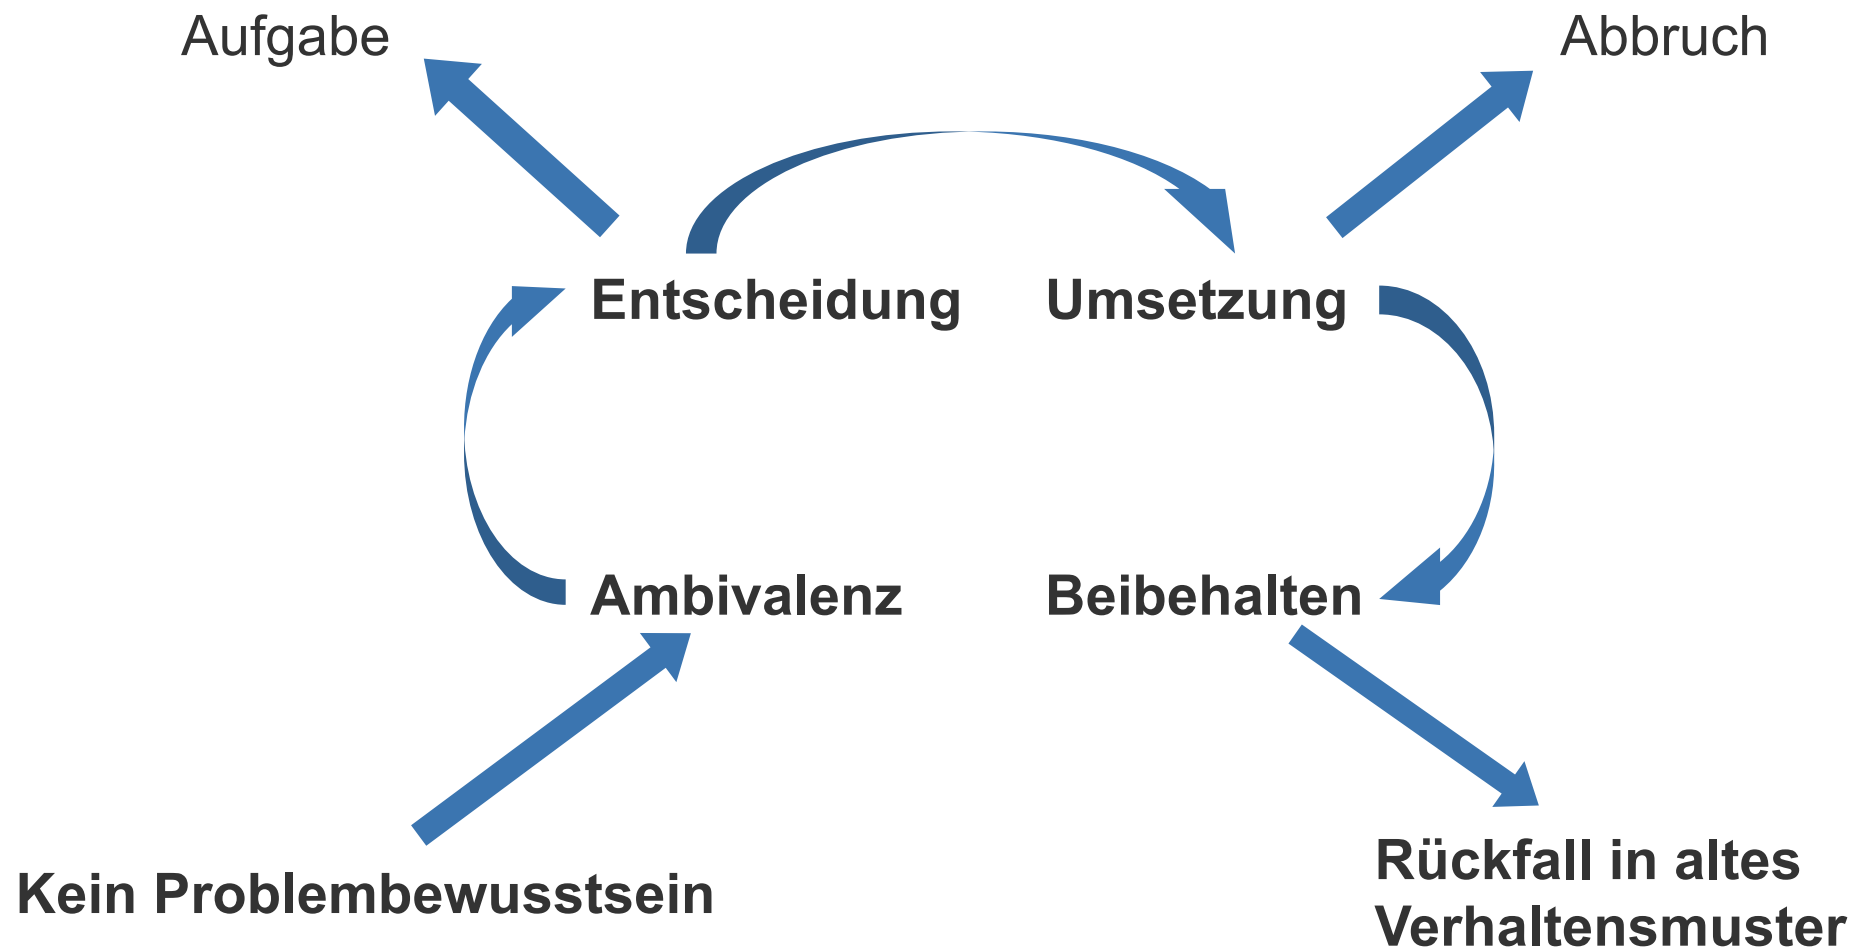 Aufgabe
Abbruch
Entscheidung
Umsetzung
Ambivalenz
Beibehalten
Kein Problembewusstsein
Rückfall in altes
Verhaltensmuster